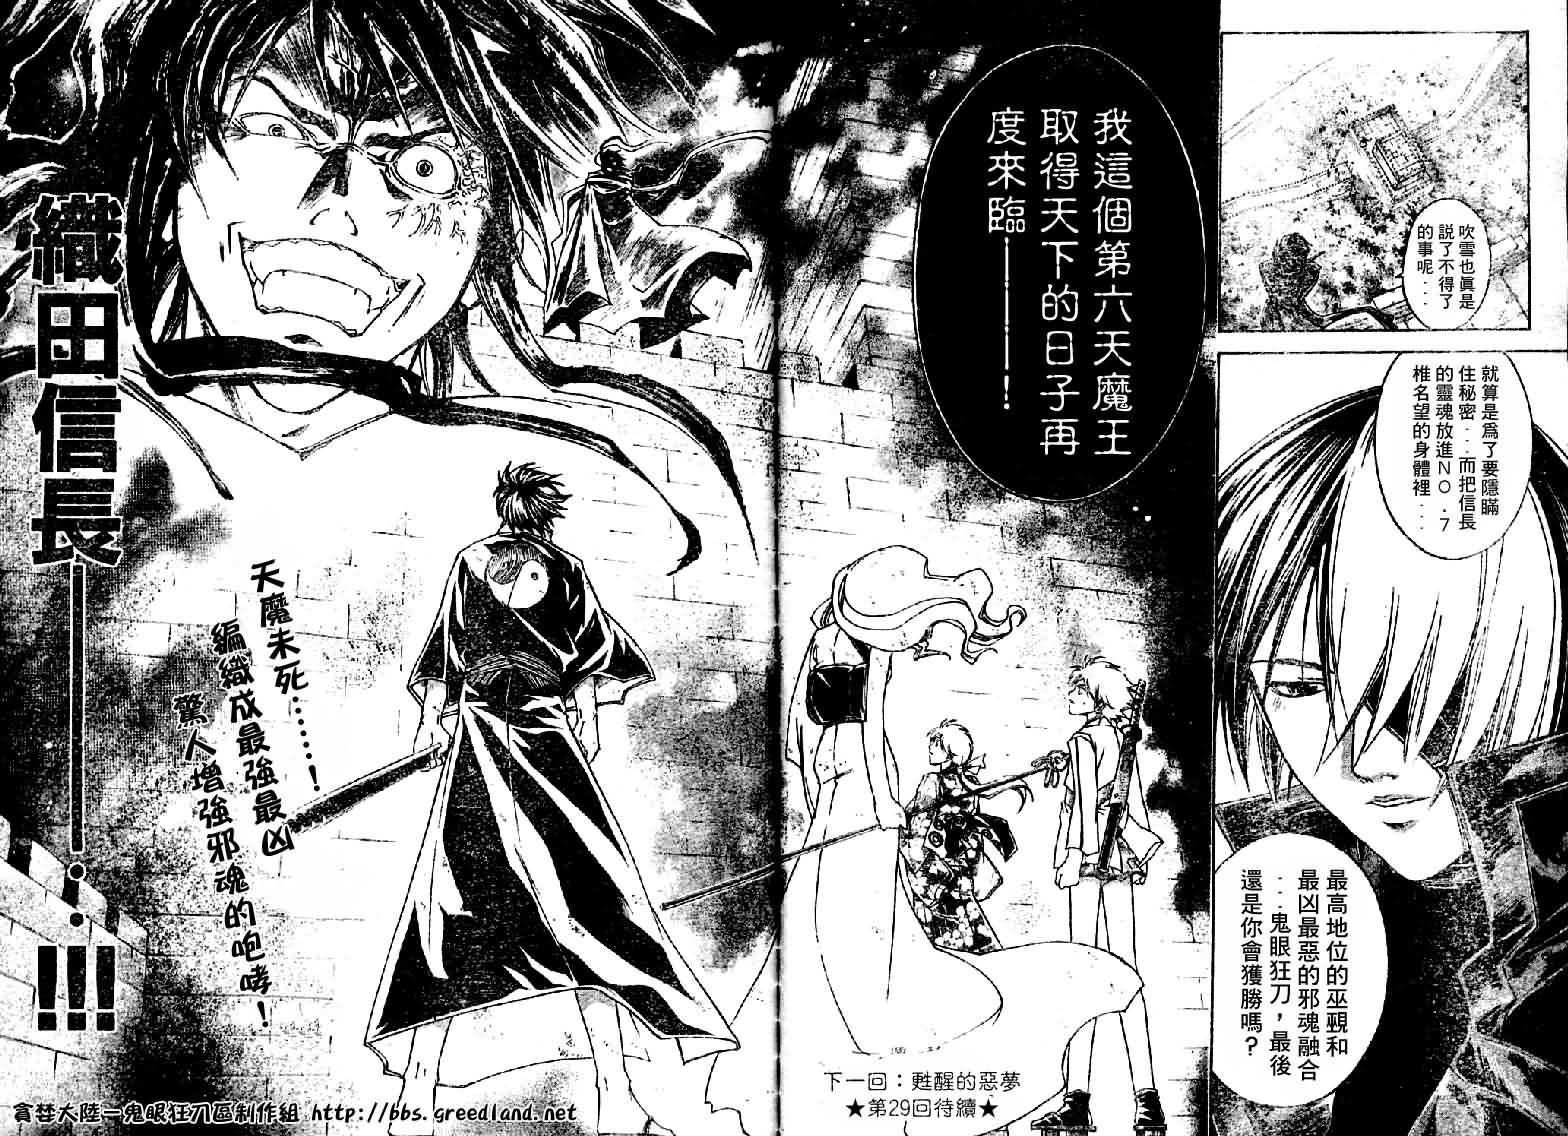 吹雪也眞是
說了不得了
的事呢...
就算是爲了要隱瞞
住秘密...而把信長
的靈魂放進NO.7
椎名望的身體裡...
最高地位的巫覡和
最凶最惡的邪魂融合
...鬼眼狂刀，最後
還是你會獲勝嗎？
我這個第六天魔王
取得天下的日子再
度來臨————！
織田信長————．！！！
天魔未死……！
編織成最強最凶
驚人增強邪魂的咆哮！
下一回：甦醒的惡夢
★第29回待續★
貪婪大陸—鬼眼狂刀區制作組 http://bbs.greedland.net